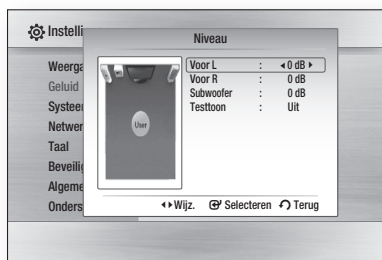 Instelli
Niveau
Weerga
Geluid
Systee
Netwer
Taal
Beveilig
Algeme
Onders
Voor L : ◀ 0 dB ▶
Voor R : 0 dB
Subwoofer : 0 dB
Testtoon : Uit
User
◀▶ Wijz. Selecteren Terug